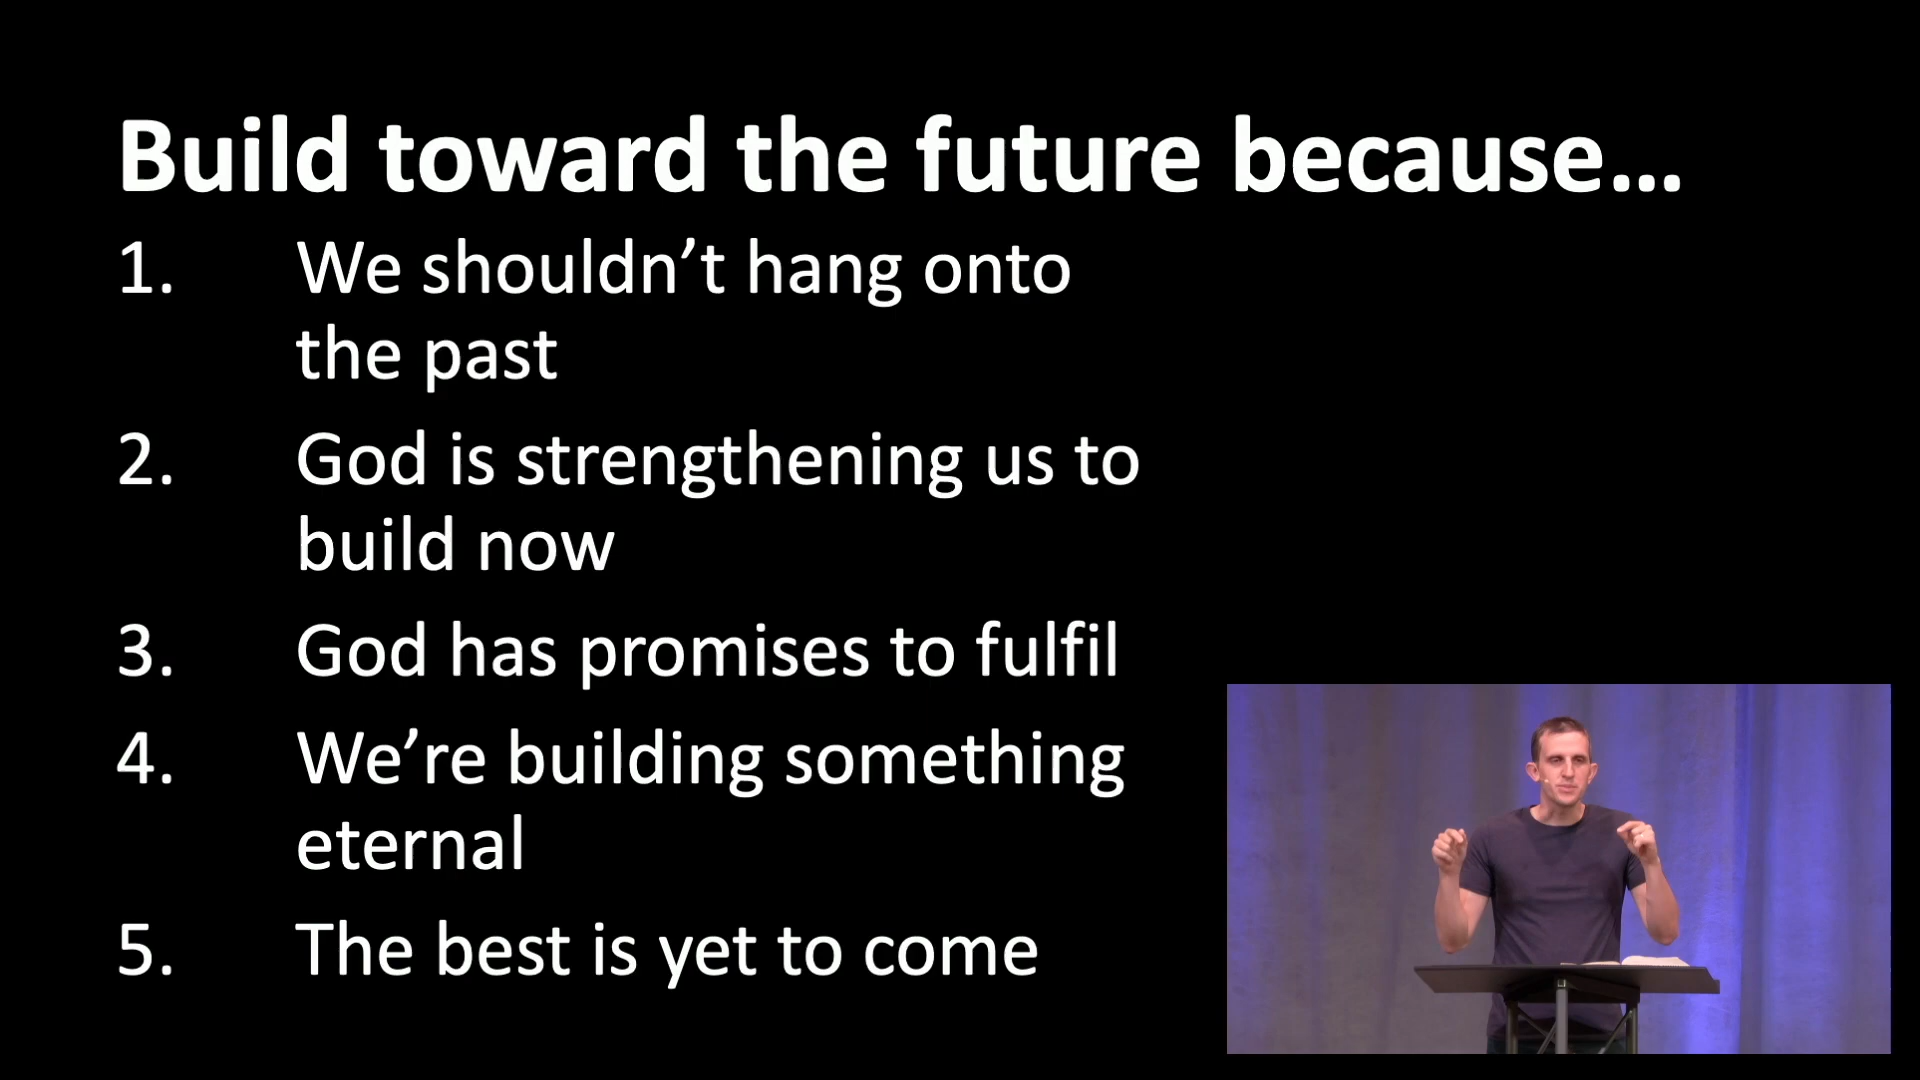 Build toward the future because…
1. We shouldn’t hang onto
the past
2. God is strengthening us to
build now
3. God has promises to fulfil
4. We’re building something
eternal
5. The best is yet to come